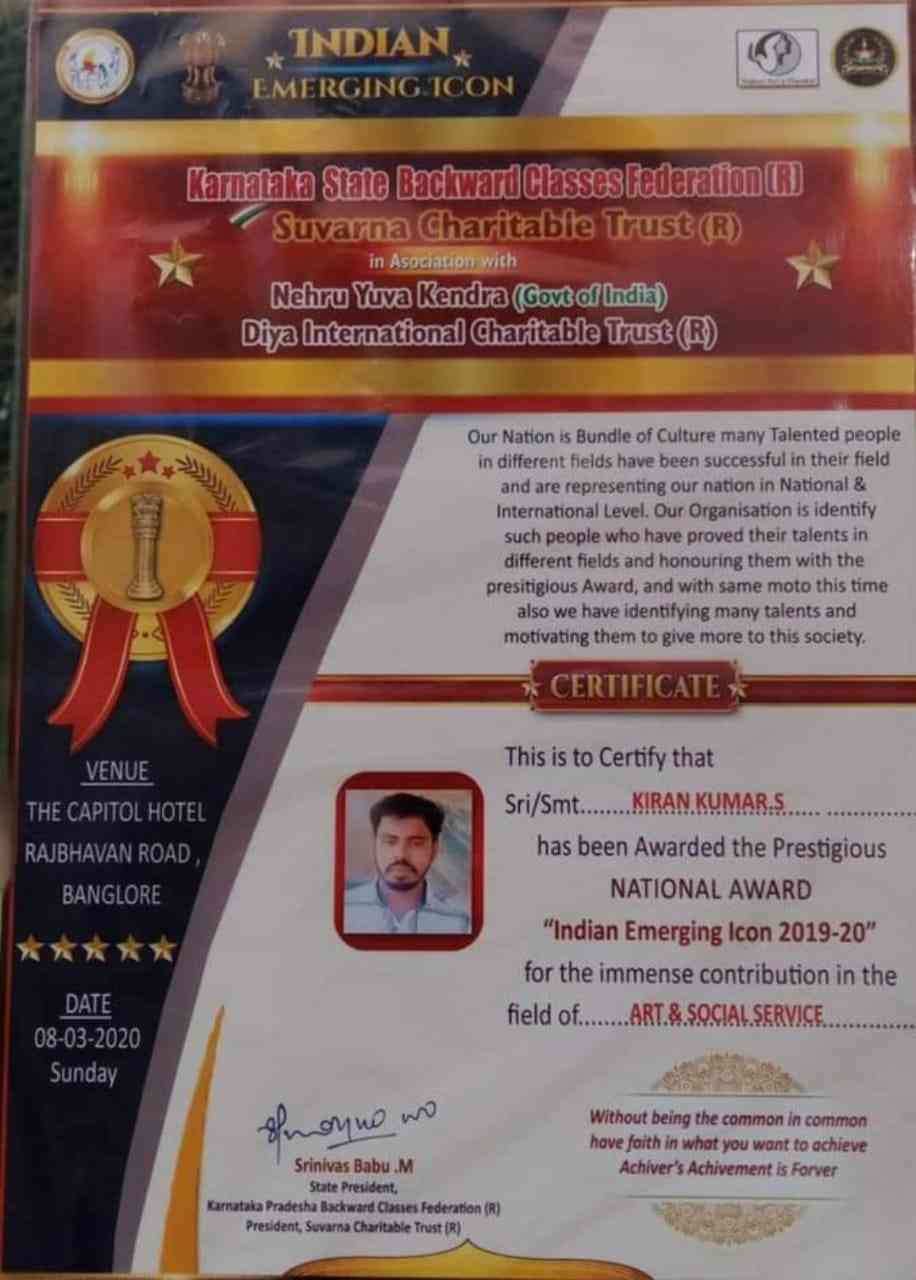 INDIAN
EMERGING ICON
Karnataka State Backward Classes Federation (R)
Suvarna Charitable Trust (R)
in Asociation with
Nehru Yuva Kendra (Govt of India)
Diya International Charitable Trust (R)
Our Nation is Bundle of Culture many Talented people
in different fields have been successful in their field
and are representing our nation in National &
International Level. Our Organisation is identify
such people who have proved their talents in
different fields and honouring them with the
presitigious Award, and with same moto this time
also we have identifying many talents and
motivating them to give more to this society.
CERTIFICATE
VENUE
THE CAPITOL HOTEL
RAJBHAVAN ROAD ,
BANGLORE
DATE
08-03-2020
Sunday
This is to Certify that
Sri/Smt........KIRAN KUMAR.S...... ..............
has been Awarded the Prestigious
NATIONAL AWARD
“Indian Emerging Icon 2019-20”
for the immense contribution in the
field of........ART.&.SOCIAL.SERVICE..............
Srinivas Babu .M
State President,
Karnataka Pradesha Backward Classes Federation (R)
President, Suvarna Charitable Trust (R)
Without being the common in common
have faith in what you want to achieve
Achiver's Achivement is Forver